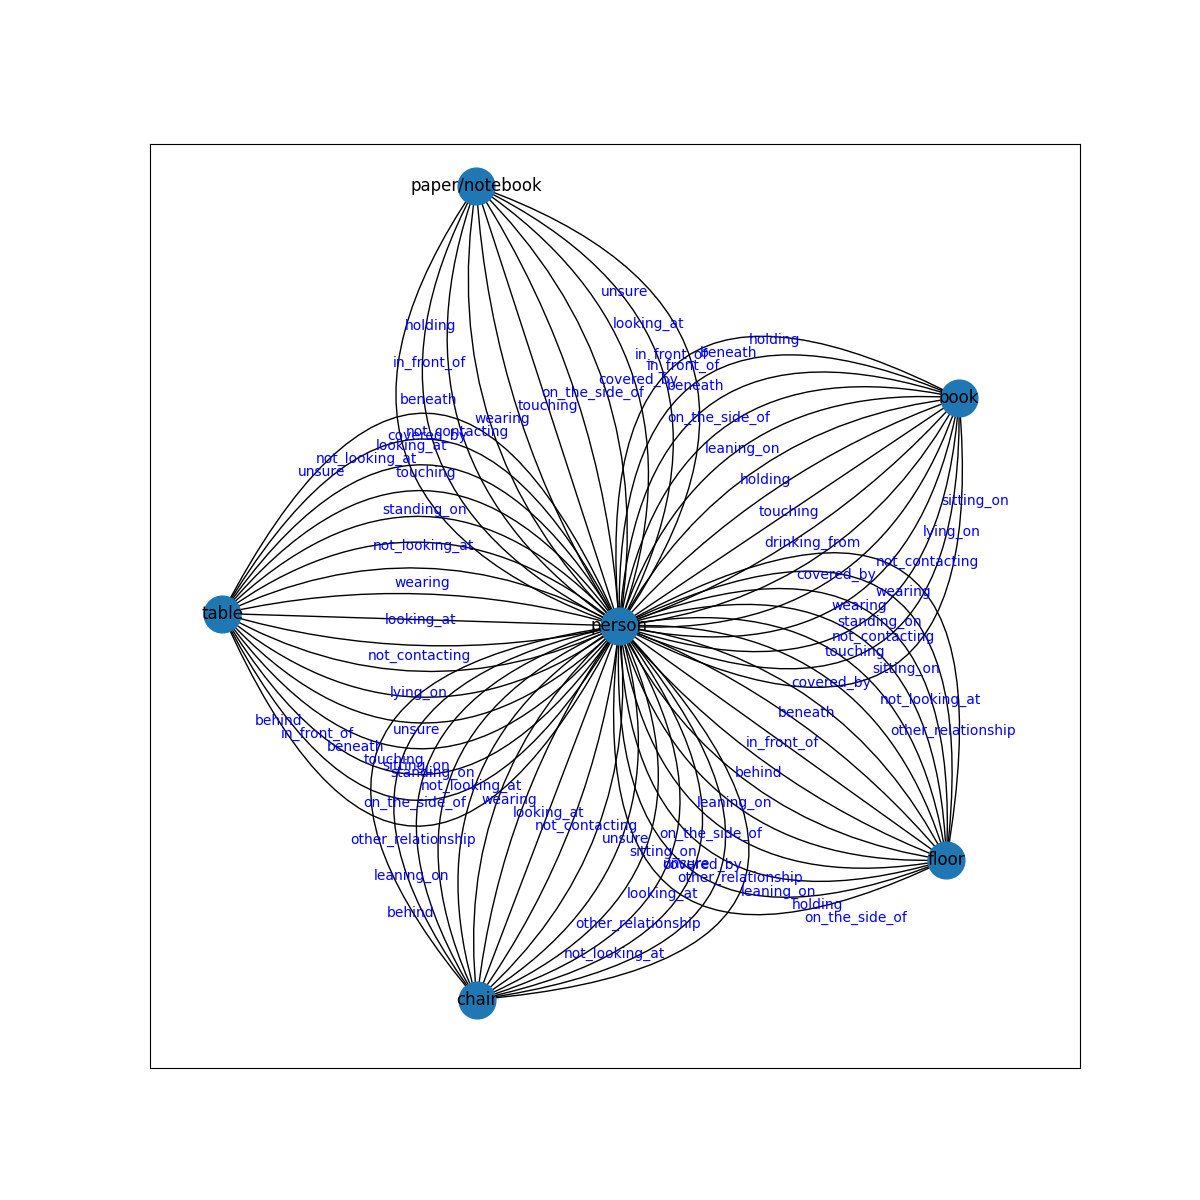 paper/notebook
unsure
holding
looking_at
holding
in_front_of
beneath
in_front_of
in_front_of
covered_by
beneath
on_the_side_of
beneath
book
touching
wearing
on_the_side_of
not_contacting
covered_by
looking_at
leaning_on
not_looking_at
unsure
touching
holding
sitting_on
standing_on
touching
lying_on
not_looking_at
drinking_from
not_contacting
wearing
covered_by
wearing
wearing
table
looking_at
person
standing_on
not_contacting
not_contacting
touching
sitting_on
lying_on
covered_by
not_looking_at
behind
beneath
unsure
in_front_of
other_relationship
in_front_of
beneath
touching
sitting_on
standing_on
behind
not_looking_at
on_the_side_of
wearing
leaning_on
looking_at
not_contacting
other_relationship
unsure
on_the_side_of
sitting_on
unsure
covered_by
floor
leaning_on
other_relationship
looking_at
leaning_on
behind
holding
other_relationship
on_the_side_of
not_looking_at
chair